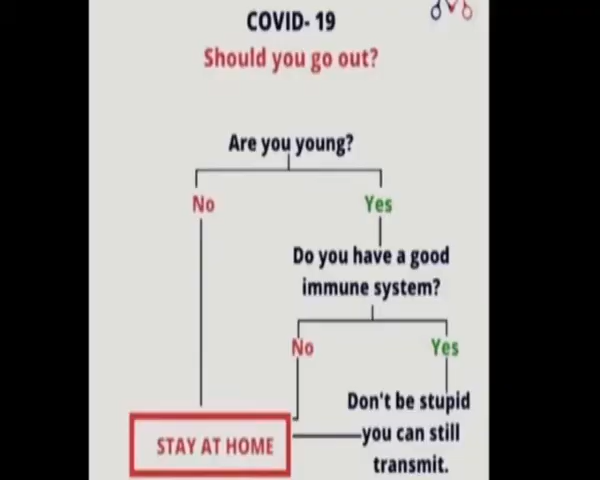 COVID- 19
Should you go out?
Are you young?
No
Yes
Do you have a good
immune system?
No
Yes
Don't be stupid
you can still
transmit.
STAY AT HOME